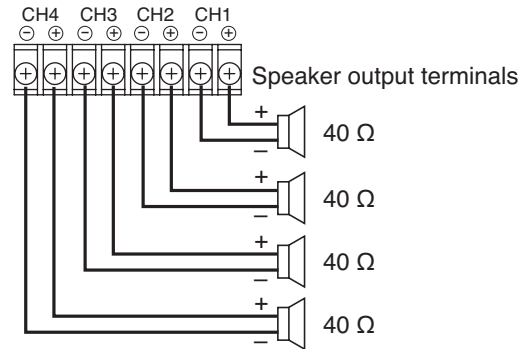 CH4 CH3 CH2 CH1
⊖ ⊕ ⊖ ⊕ ⊖ ⊕ ⊖ ⊕
Speaker output terminals
+
40 Ω
–
+
40 Ω
–
+
40 Ω
–
+
40 Ω
–